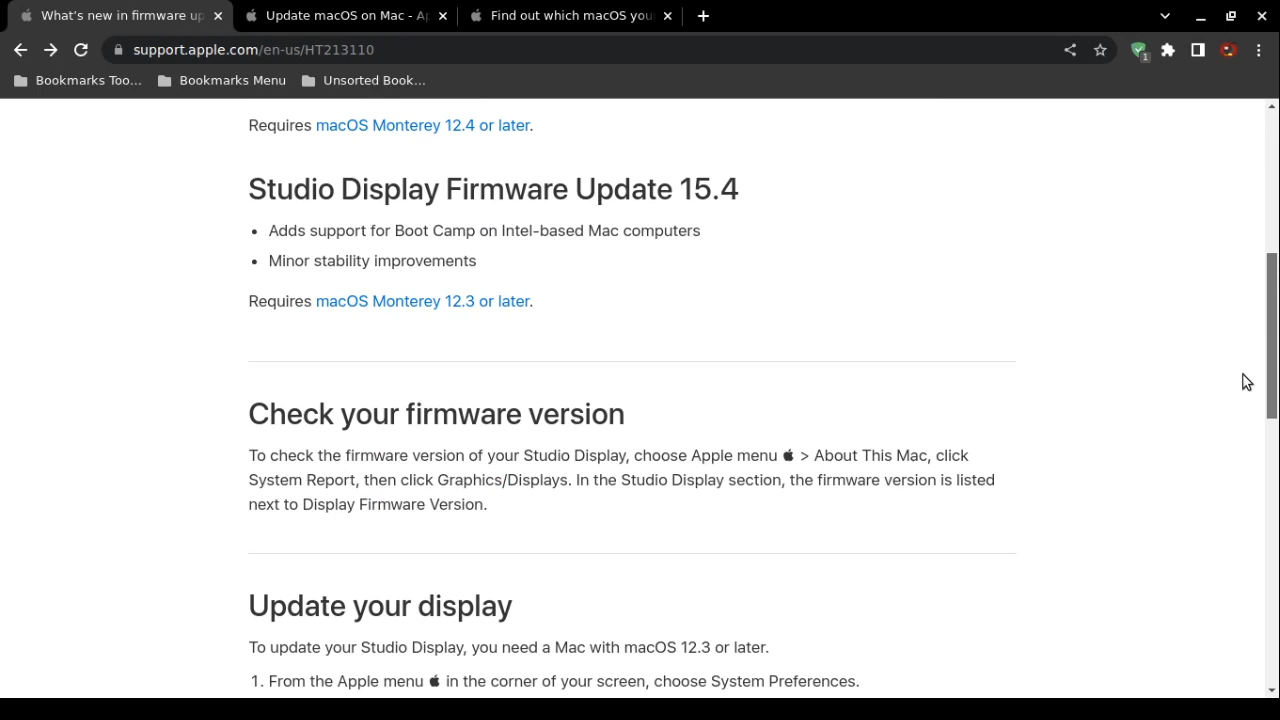 What's new in firmware up
Update macOS on Mac - Ap
Find out which macOS you
support.apple.com/en-us/HT213110
1
Bookmarks Too...
Bookmarks Menu
Unsorted Book...
Requires macOS Monterey 12.4 or later.
Studio Display Firmware Update 15.4
• Adds support for Boot Camp on Intel-based Mac computers
• Minor stability improvements
Requires macOS Monterey 12.3 or later.
Check your firmware version
To check the firmware version of your Studio Display, choose Apple menu  > About This Mac, click
System Report, then click Graphics/Displays. In the Studio Display section, the firmware version is listed
next to Display Firmware Version.
Update your display
To update your Studio Display, you need a Mac with macOS 12.3 or later.
1. From the Apple menu  in the corner of your screen, choose System Preferences.